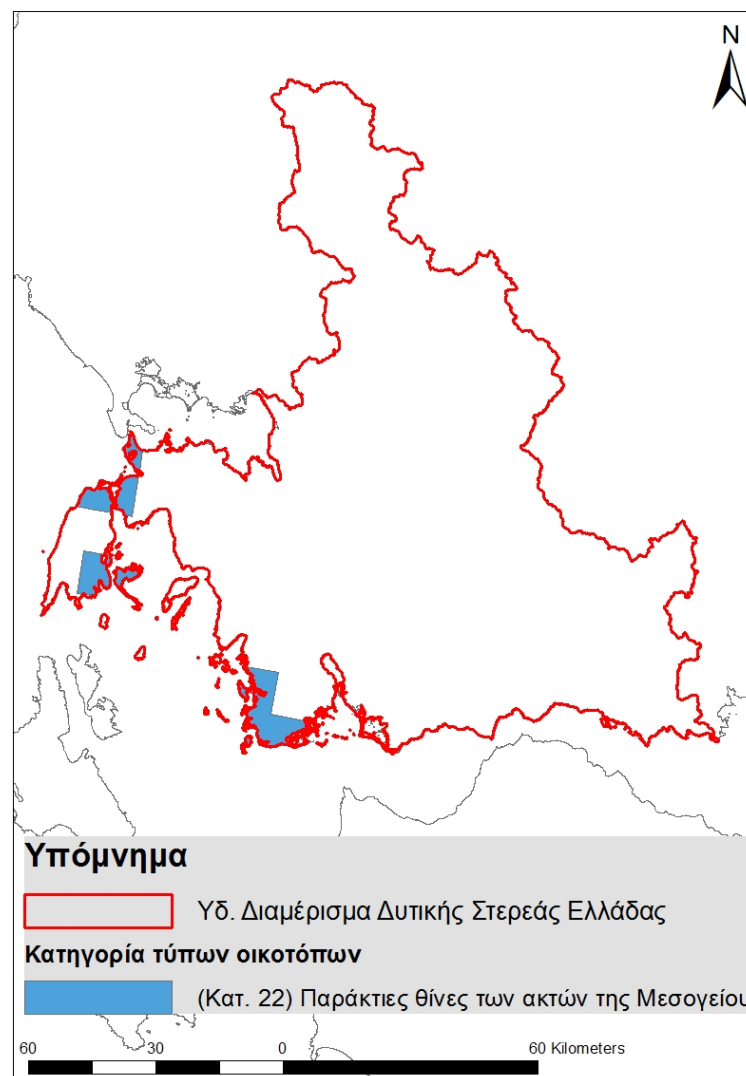 N
Υπόμνημα
Υδ. Διαμέρισμα Δυτικής Στερεάς Ελλάδας
Κατηγορία τύπων οικοτόπων
(Κατ. 22) Παράκτιες θίνες των ακτών της Μεσογείου
60 30 0 60 Kilometers